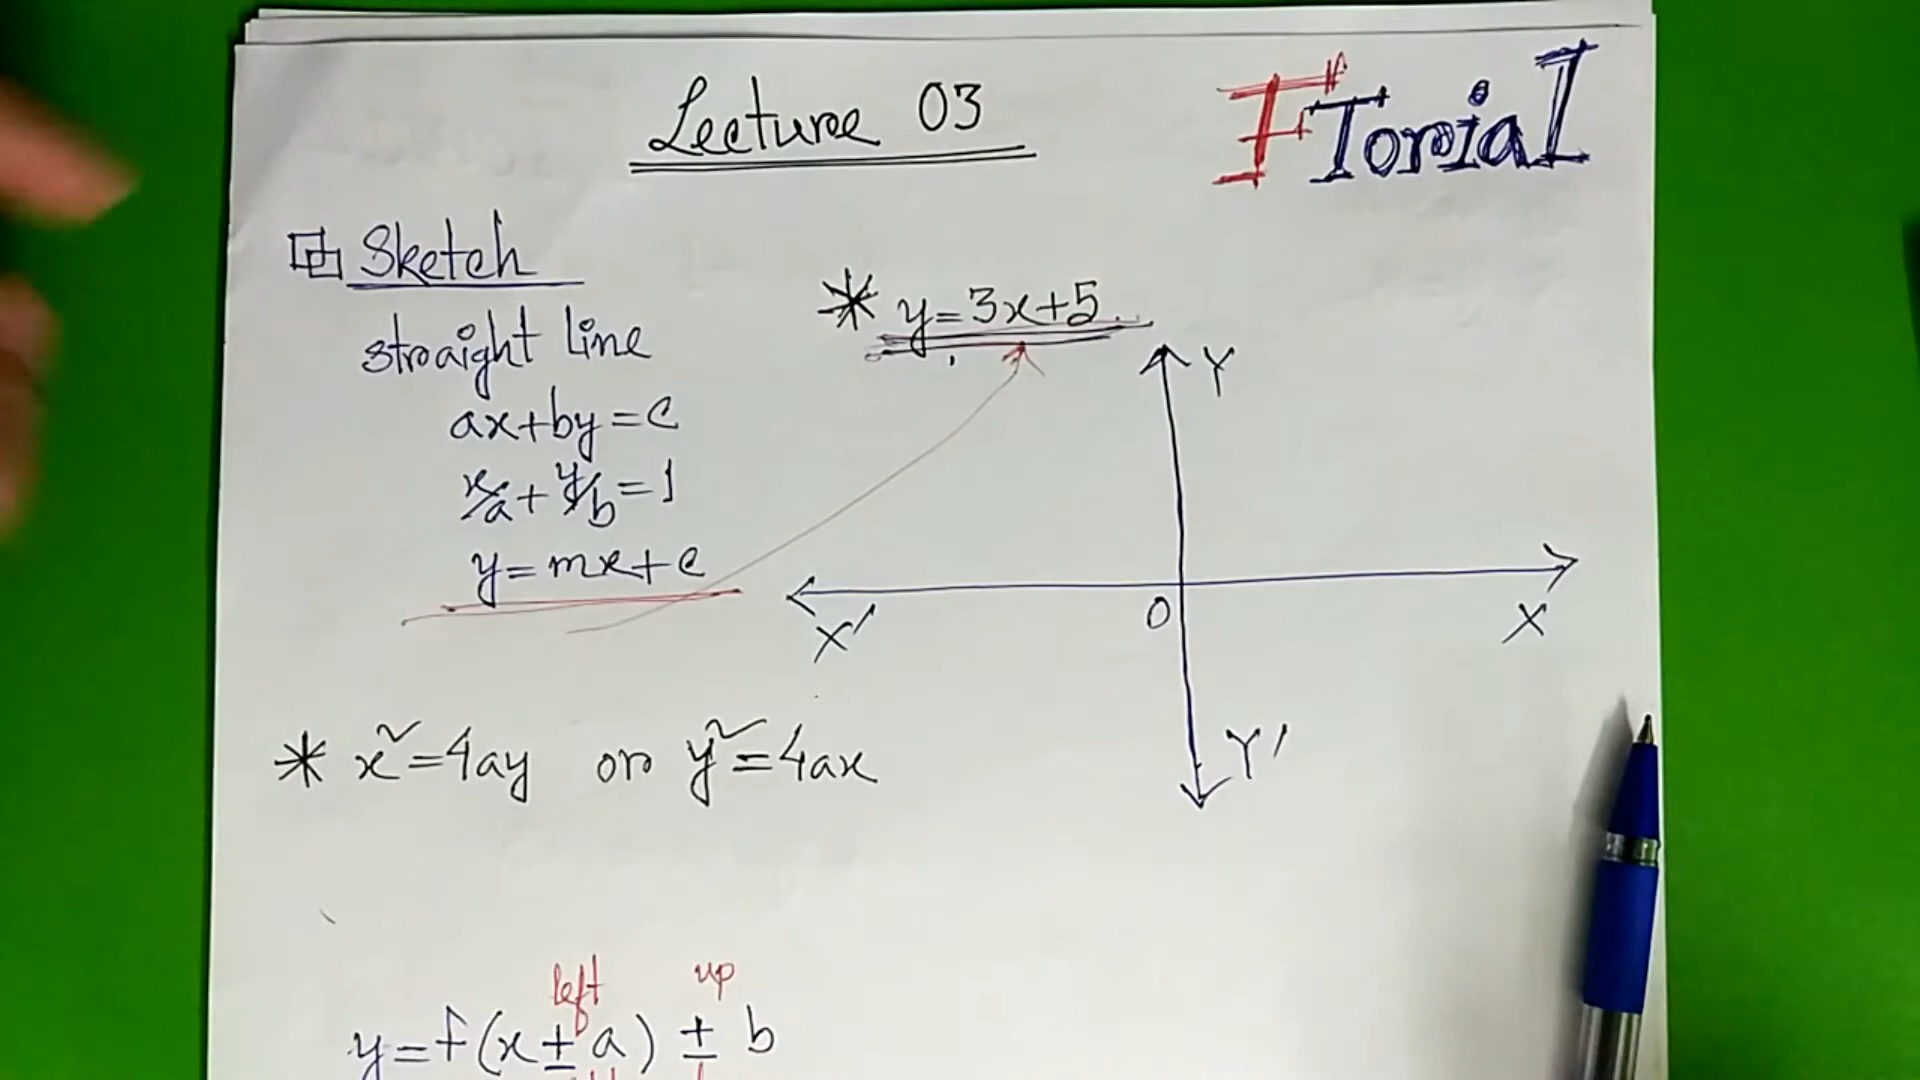 Lecture 03
FTorial
Sketch
straight line
ax+by=c
x/a + y/b = 1
y=mx+c
* y=3x+5
Y
X'
O
X
Y'
* x²=4ay or y²=4ax
left up
y=f(x±a) ± b